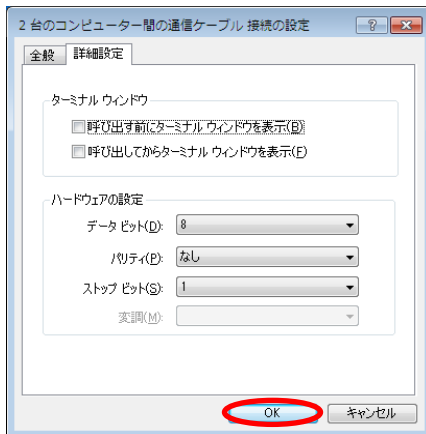 2 台のコンピューター間の通信ケーブル 接続の設定
全般 詳細設定
ターミナル ウィンドウ
呼び出す前にターミナル ウィンドウを表示(B)
呼び出してからターミナル ウィンドウを表示(F)
ハードウェアの設定
データ ビット(D): 8
パリティ(P): なし
ストップ ビット(S): 1
変調(M):
OK キャンセル